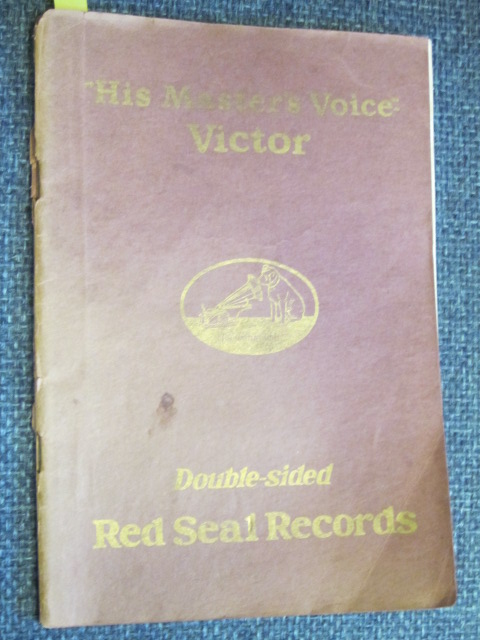 "His Master's Voice"
Victor
Double-sided
Red Seal Records